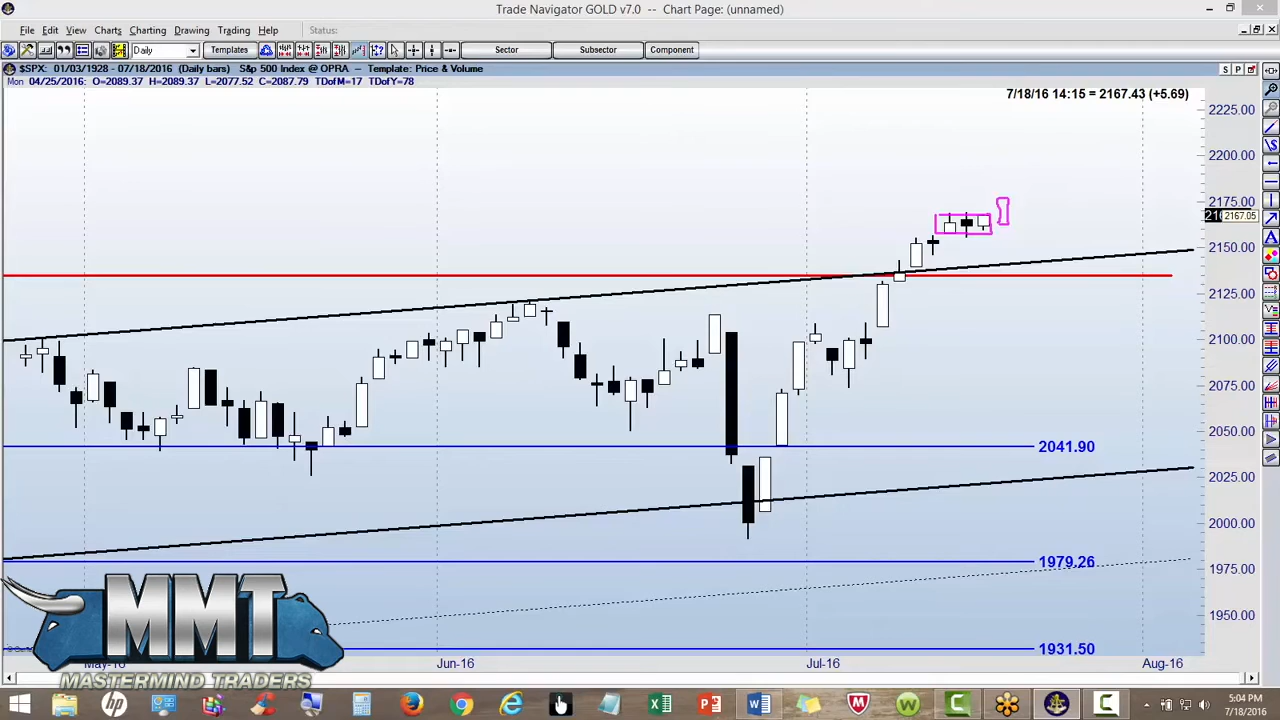 Trade Navigator GOLD v7.0 -- Chart Page: (unnamed)
File Edit View Charts Charting Drawing Trading Help Status:
Daily Templates Sector Subsector Component
$SPX: 01/03/1928 - 07/18/2016 (Daily bars) S&p 500 Index @ OPRA -- Template: Price & Volume
S P
Mon 04/25/2016: O=2089.37 H=2089.37 L=2077.52 C=2087.79 TDofM=17 TDofY=78
7/18/16 14:15 = 2167.43 (+5.69)
2225.00
2200.00
2175.00
2167.05
2150.00
2125.00
2100.00
2075.00
2050.00
2041.90
2025.00
2000.00
1979.26
1975.00
1950.00
1931.50
May-16 Jun-16 Jul-16 Aug-16
MMT
MASTERMIND TRADERS
5:04 PM
7/18/2016